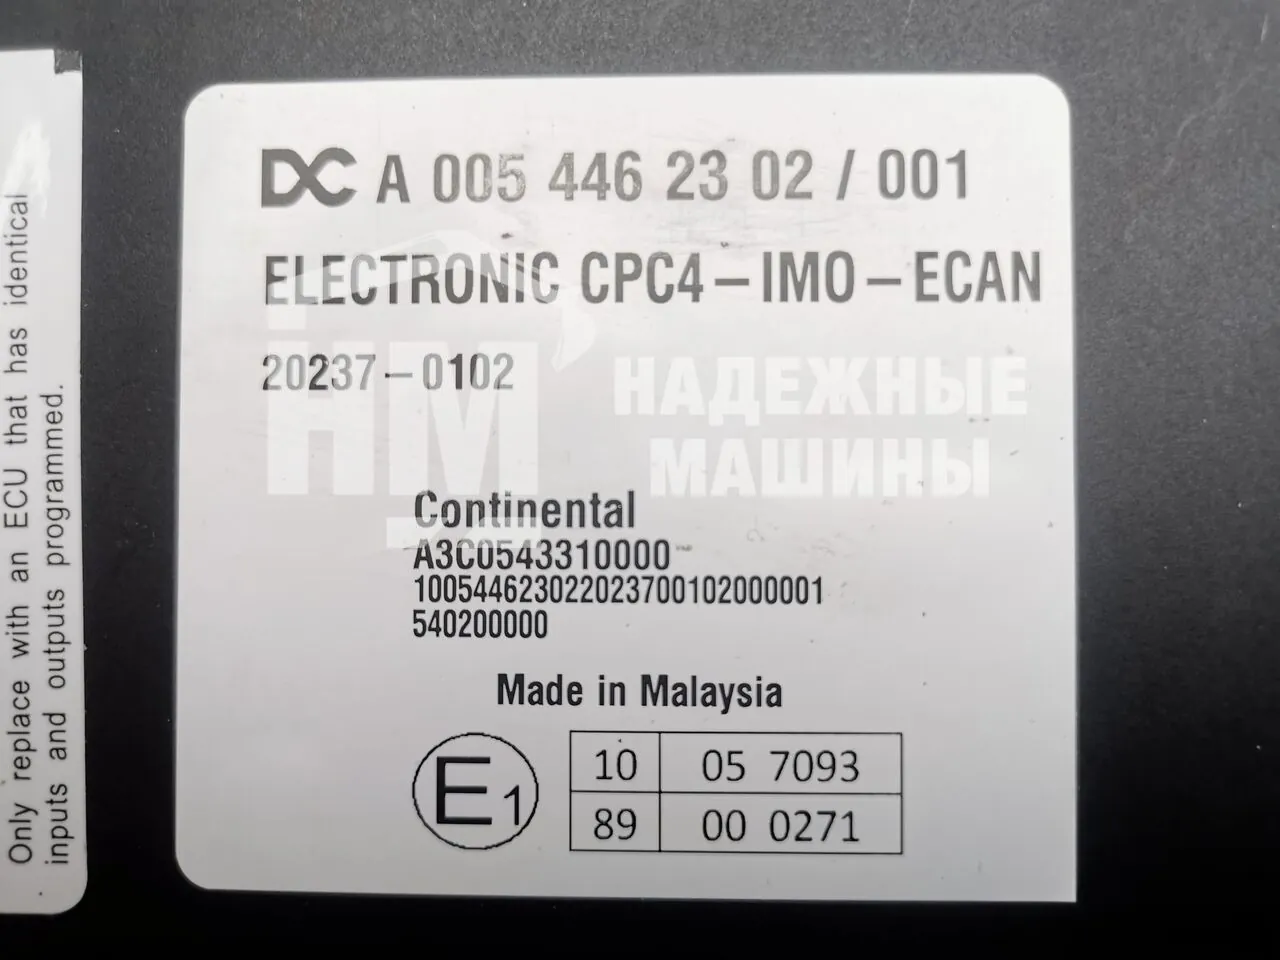 Only replace with an ECU that has identical
inputs and outputs programmed.
DC A 005 446 23 02 / 001
ELECTRONIC CPC4-IMO-ECAN
20237-0102
НМ НАДЕЖНЫЕ
МАШИНЫ
Continental
A3C0543310000
10054462302202370010200001
540200000
Made in Malaysia
E1
10 05 7093
89 00 0271